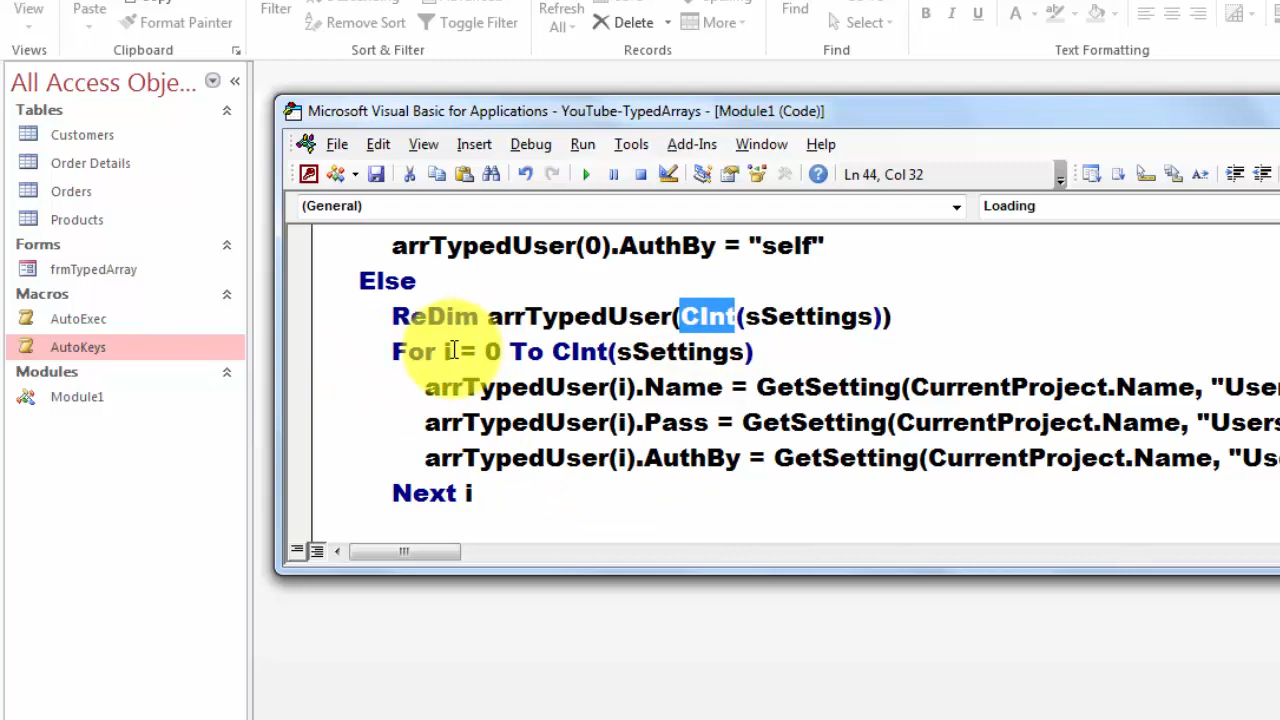 View
Paste
Copy
Format Painter
Filter
Descending
Advanced
Remove Sort
Toggle Filter
Refresh
All
Delete
Spelling
More
Find
Select
B I U A
Views
Clipboard
Sort & Filter
Records
Find
Text Formatting
All Access Obje...
Tables
Customers
Order Details
Orders
Products
Forms
frmTypedArray
Macros
AutoExec
AutoKeys
Modules
Module1
Microsoft Visual Basic for Applications - YouTube-TypedArrays - [Module1 (Code)]
File Edit View Insert Debug Run Tools Add-Ins Window Help
Ln 44, Col 32
(General)
Loading
arrTypedUser(0).AuthBy = "self"
Else
ReDim arrTypedUser(CInt(sSettings))
For i = 0 To CInt(sSettings)
arrTypedUser(i).Name = GetSetting(CurrentProject.Name, "Use
arrTypedUser(i).Pass = GetSetting(CurrentProject.Name, "Users
arrTypedUser(i).AuthBy = GetSetting(CurrentProject.Name, "Us
Next i